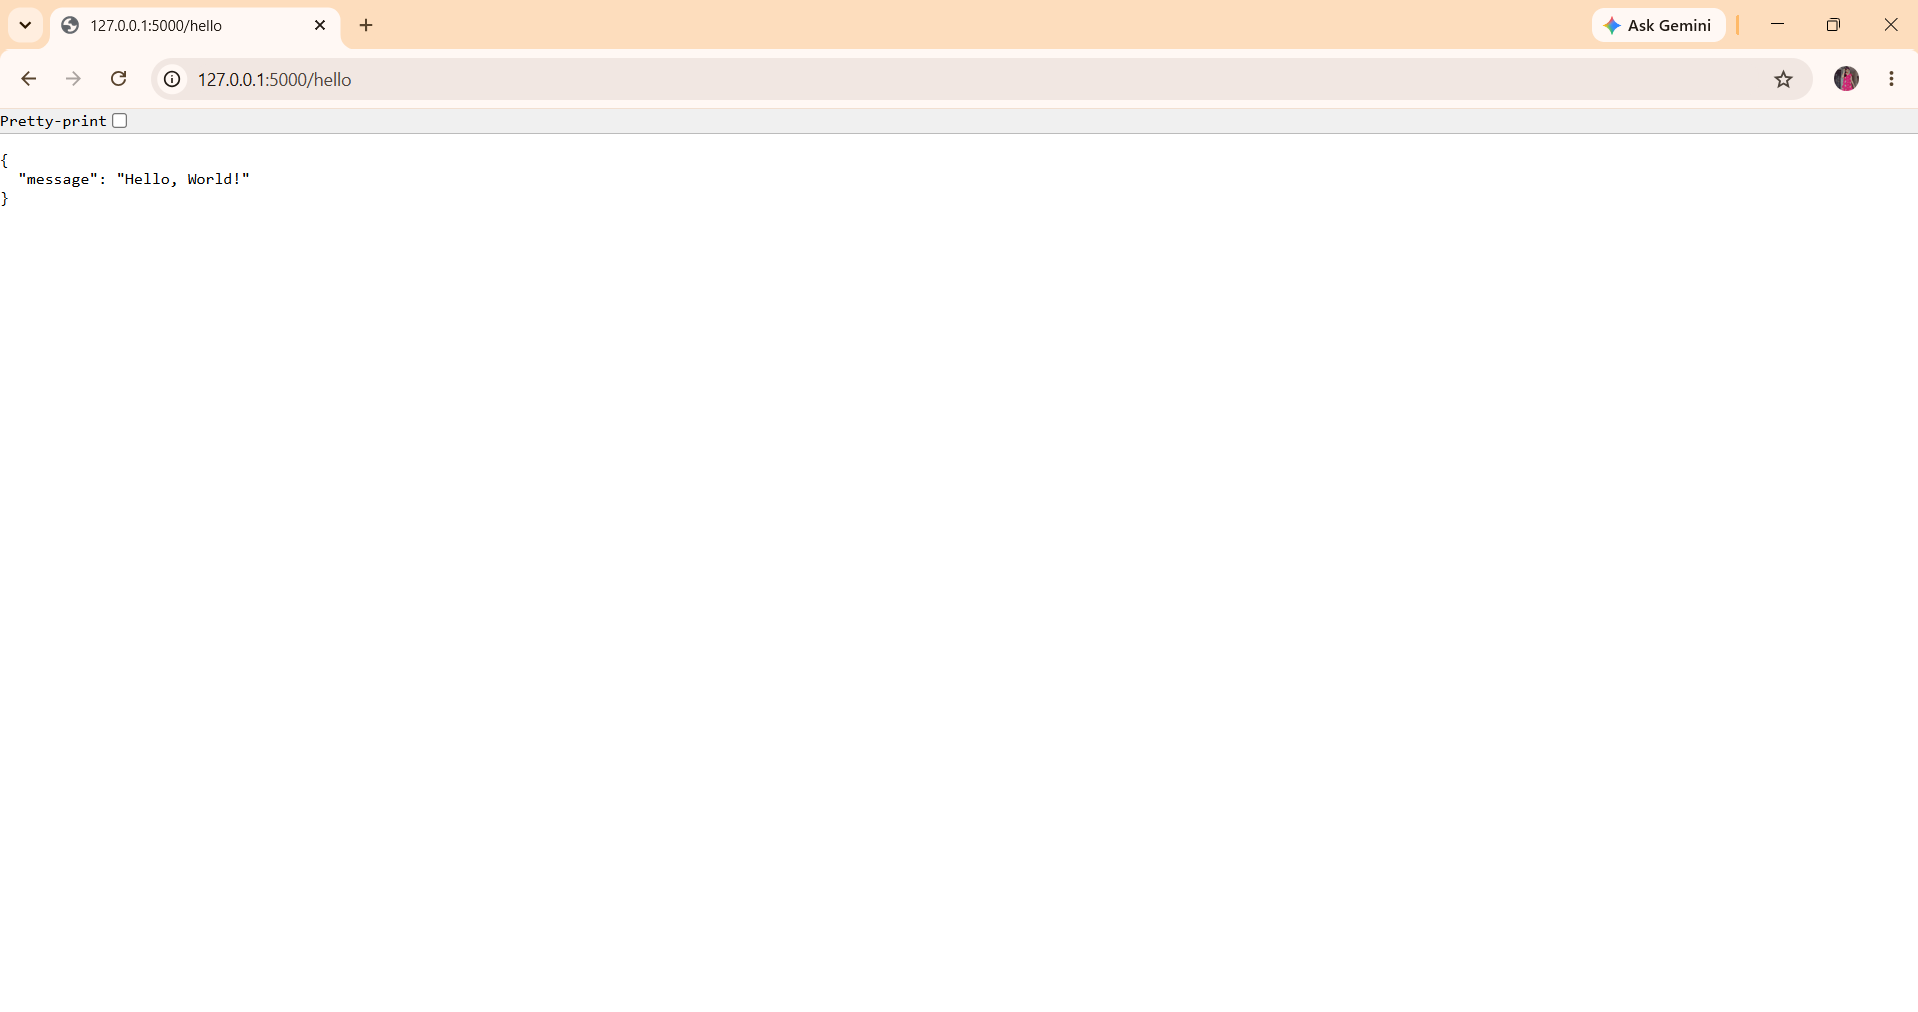 127.0.0.1:5000/hello
Ask Gemini
127.0.0.1:5000/hello
Pretty-print
{
  "message": "Hello, World!"
}